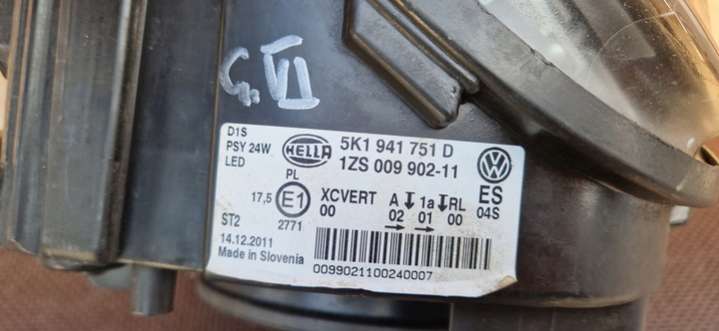 G.VI
D1S
PSY 24W
LED
HELLA
5K1 941 751 D
1ZS 009 902-11
PL
17,5
E1
2771
XCVERT
00
A 1a RL
02 01 00
ES
04S
ST2
14.12.2011
Made in Slovenia
0099021100240007